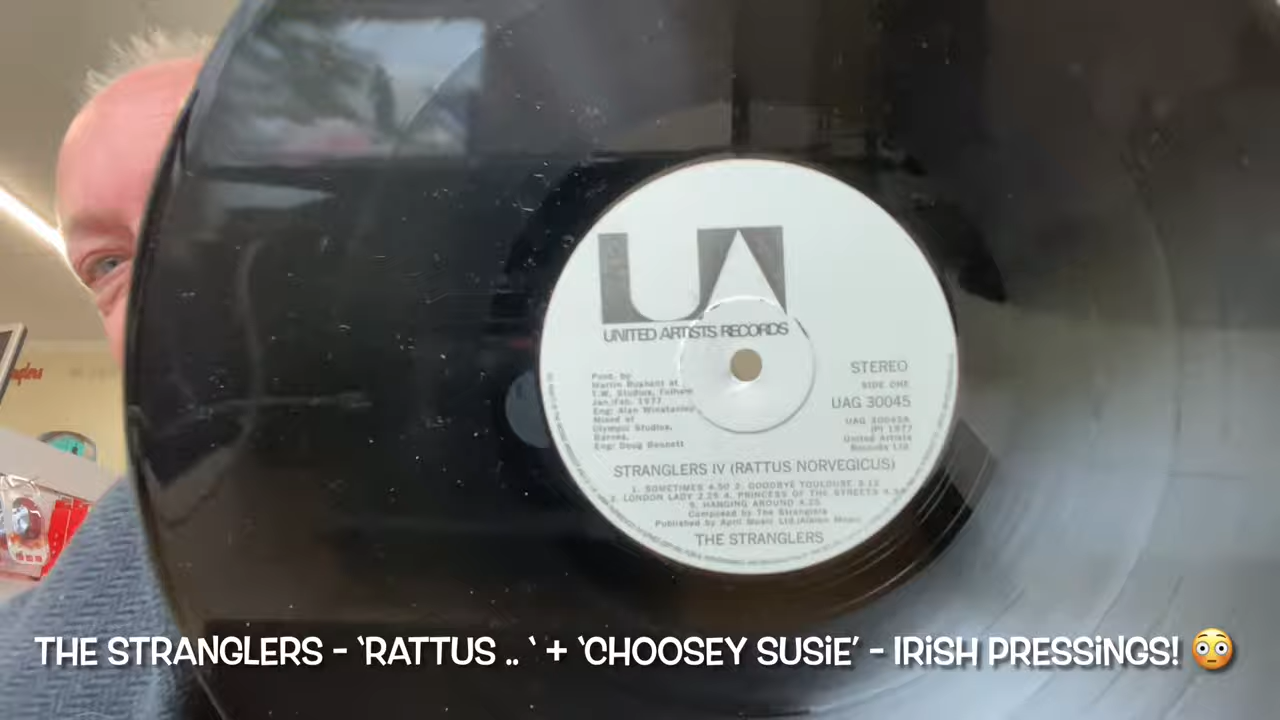 UA
UNITED ARTISTS RECORDS
STEREO
SIDE ONE
UAG 30045
UAG 30045A
(P) 1977
United Artists
Records Ltd.
Prod. by
Martin Rushent at
T.W. Studios, Fulham
Jan/Feb. 1977
Eng: Alan Winstanley
Mixed at
Olympic Studios,
Barnes.
Eng: Doug Bennett
STRANGLERS IV (RATTUS NORVEGICUS)
1. SOMETIMES 4.50 2. GOODBYE TOULOUSE 3.12
3. LONDON LADY 2.25 4. PRINCESS OF THE STREETS
5. HANGING AROUND 4.25
Composed by The Stranglers
Published by April Music Ltd./Albion Music
THE STRANGLERS
THE STRANGLERS - 'RATTUS .. ' + 'CHOOSEY SUSIE' - IRISH PRESSINGS! 😳